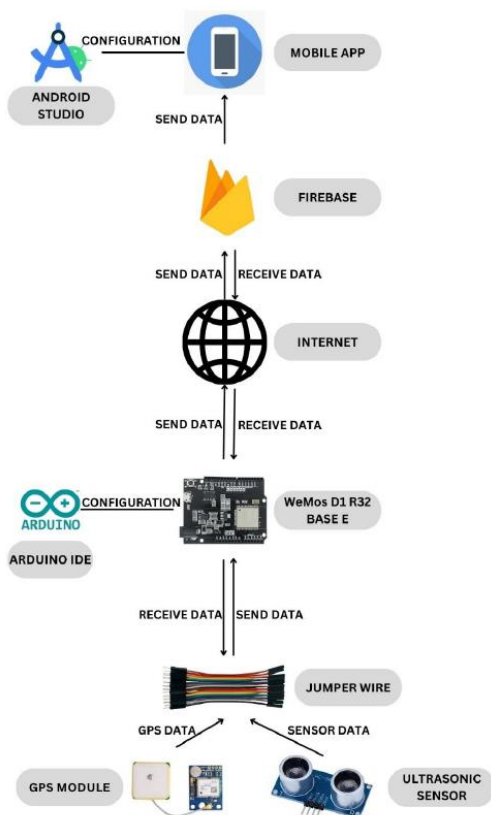 CONFIGURATION
MOBILE APP
ANDROID
STUDIO
SEND DATA
FIREBASE
SEND DATA
RECEIVE DATA
INTERNET
SEND DATA
RECEIVE DATA
CONFIGURATION
WeMos D1 R32
BASE E
ARDUINO
ARDUINO IDE
RECEIVE DATA
SEND DATA
JUMPER WIRE
GPS DATA
SENSOR DATA
GPS MODULE
ULTRASONIC
SENSOR